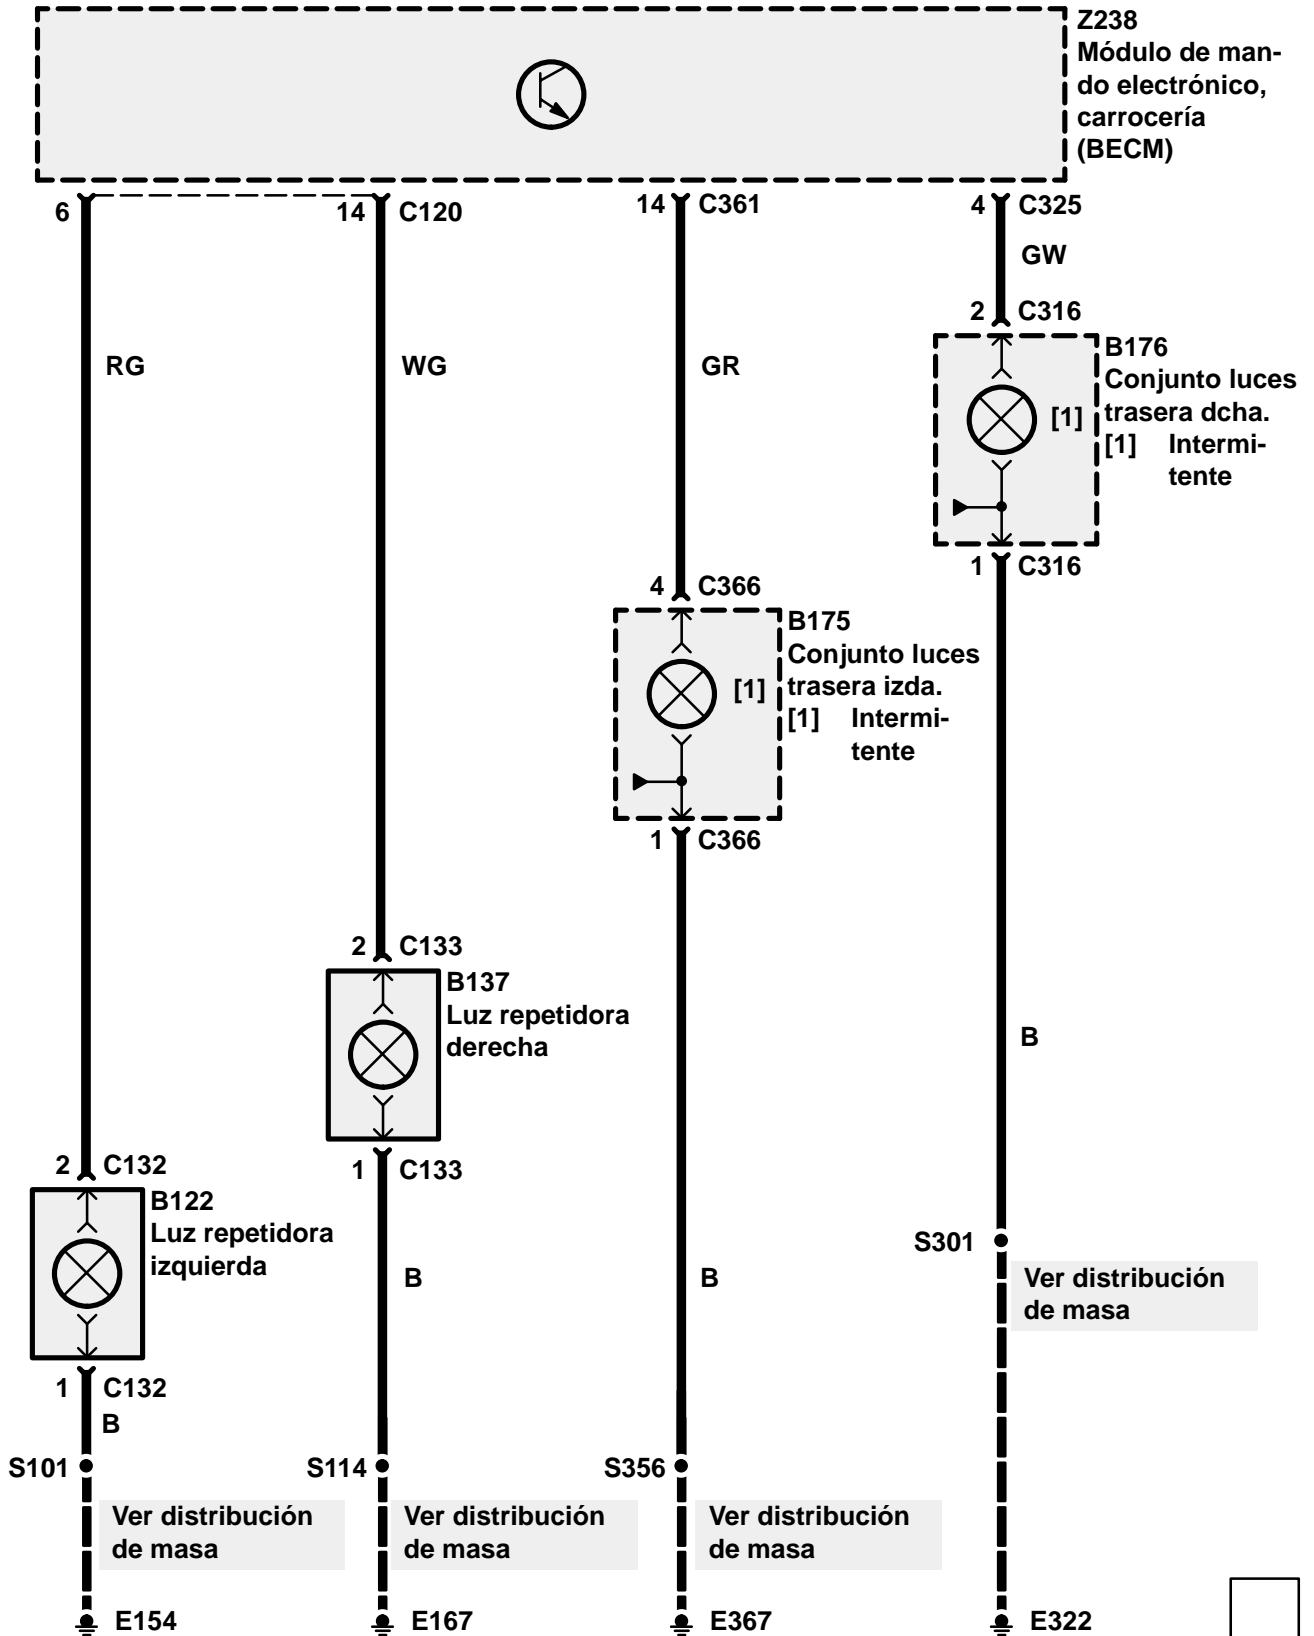 Z238
Módulo de man-
do electrónico,
carrocería
(BECM)
6
14 C120
14 C361
4 C325
GW
2 C316
RG
WG
GR
B176
Conjunto luces
trasera dcha.
[1] Intermi-
tente
[1]
1 C316
4 C366
B175
Conjunto luces
trasera izda.
[1] Intermi-
tente
[1]
1 C366
2 C133
B137
Luz repetidora
derecha
B
1 C133
2 C132
B122
Luz repetidora
izquierda
B
B
S301
Ver distribución
de masa
1 C132
B
S101
S114
S356
Ver distribución
de masa
Ver distribución
de masa
Ver distribución
de masa
E154
E167
E367
E322